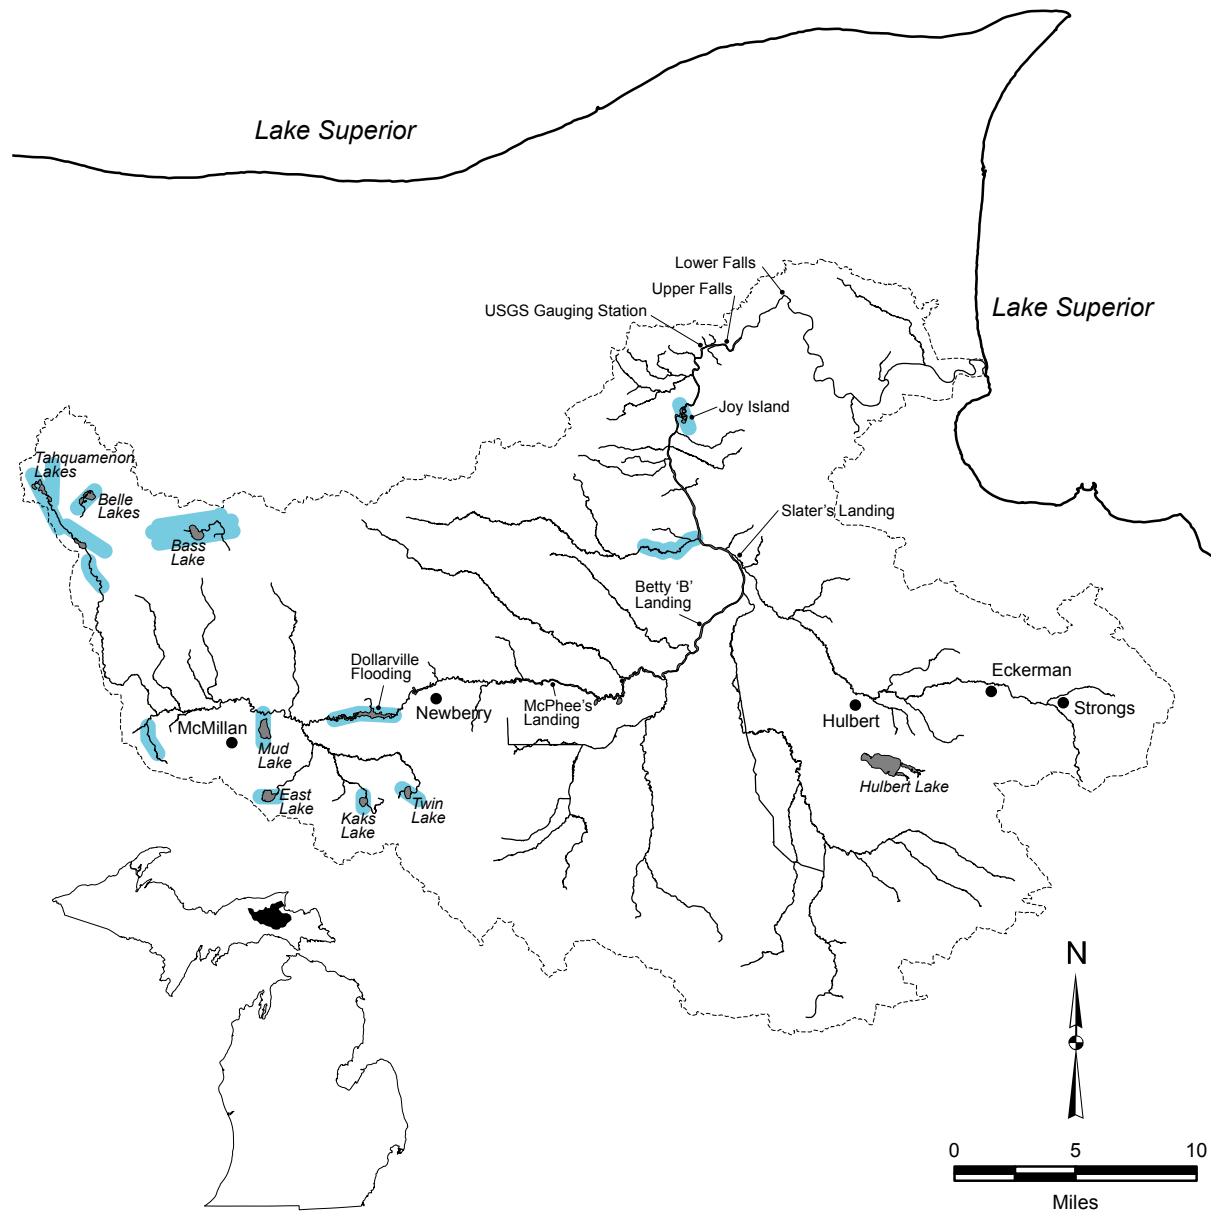 Lake Superior
Lower Falls
Upper Falls
USGS Gauging Station
Lake Superior
Joy Island
Tahquamenon
Lakes
Belle
Lakes
Bass
Lake
Slater's Landing
Betty ‘B’
Landing
Dollarville
Flooding
Eckerman
McPhee's
Landing
Newberry
Hulbert
Strongs
McMillan
Mud
Lake
Hulbert Lake
East
Lake
Kaks
Lake
Twin
Lake
N
0 5 10
Miles